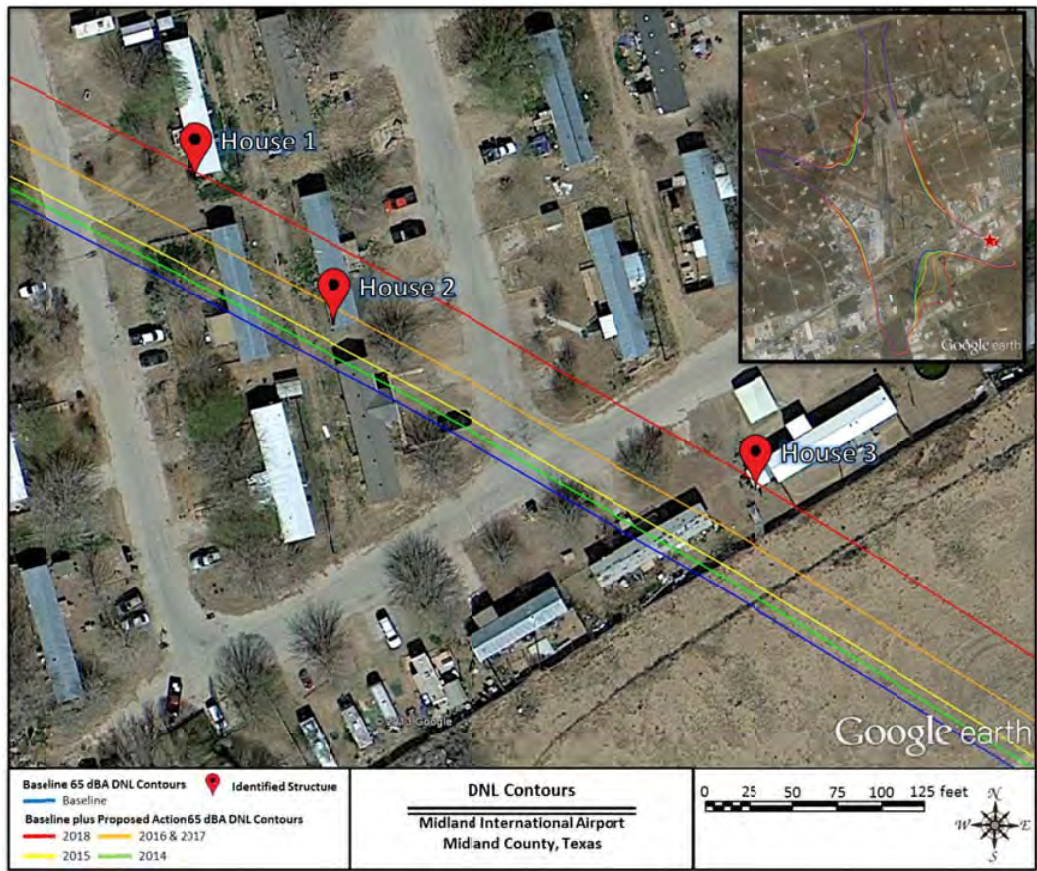 House 1
House 2
House 3
Google earth
© 2013 Google
Google earth
Baseline 65 dBA DNL Contours
Identified Structure
Baseline
Baseline plus Proposed Action65 dBA DNL Contours
2018
2016 & 2017
2015
2014
DNL Contours
Midland International Airport
Midland County, Texas
0 25 50 75 100 125 feet
N
W
E
S